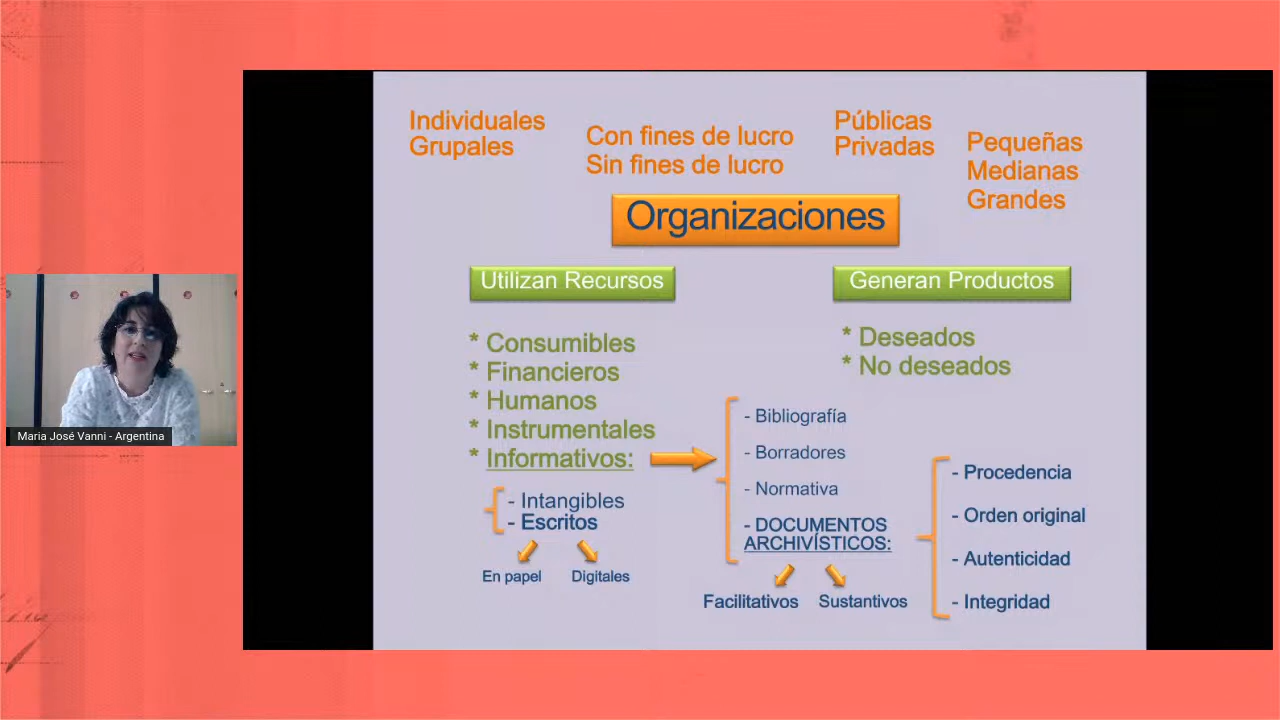 Individuales
Grupales
Con fines de lucro
Sin fines de lucro
Públicas
Privadas
Pequeñas
Medianas
Grandes
Organizaciones
Utilizan Recursos
Generan Productos
* Consumibles
* Financieros
* Humanos
* Instrumentales
* Informativos:
- Intangibles
- Escritos
En papel
Digitales
* Deseados
* No deseados
- Bibliografía
- Borradores
- Normativa
- DOCUMENTOS
ARCHIVÍSTICOS:
Facilitativos
Sustantivos
- Procedencia
- Orden original
- Autenticidad
- Integridad
Maria José Vanni - Argentina